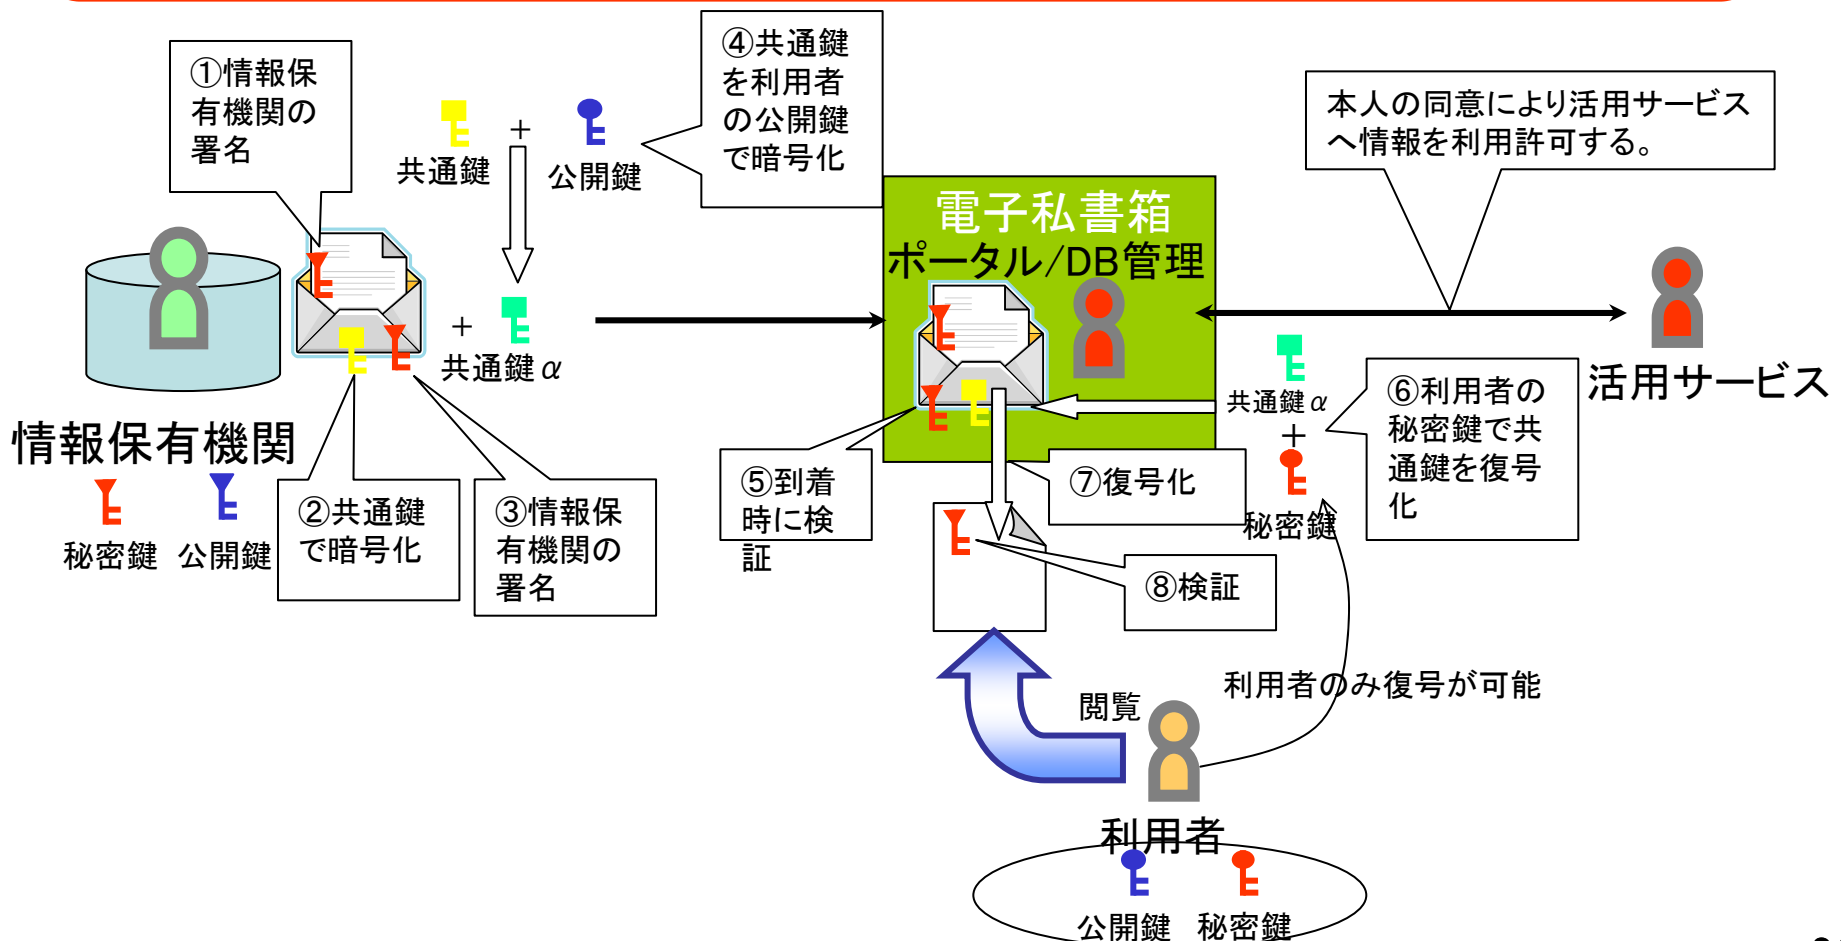 ①情報保
有機関の
署名
共通鍵
+
公開鍵
④共通鍵
を利用者
の公開鍵
で暗号化
本人の同意により活用サービス
へ情報を利用許可する。
電子私書箱
ポータル/DB管理
+
共通鍵α
情報保有機関
秘密鍵
公開鍵
②共通鍵
で暗号化
③情報保
有機関の
署名
⑤到着
時に検
証
⑦復号化
⑧検証
共通鍵α
+
秘密鍵
⑥利用者の
秘密鍵で共
通鍵を復号
化
活用サービス
利用者のみ復号が可能
閲覧
利用者
公開鍵
秘密鍵